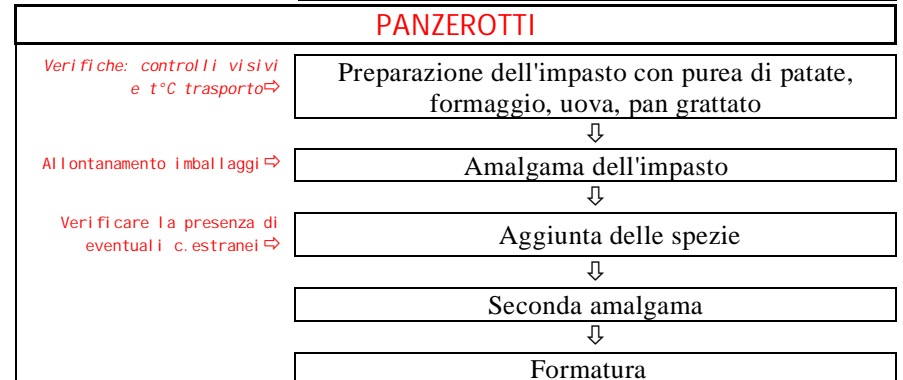 PANZEROTTI
Verifiche: controlli visivi
e t°C trasporto⇨
Preparazione dell'impasto con purea di patate,
formaggio, uova, pan grattato
⇩
Allontanamento imballaggi⇨
Amalgama dell'impasto
⇩
Verificare la presenza di
eventuali c.estranei⇨
Aggiunta delle spezie
⇩
Seconda amalgama
⇩
Formatura